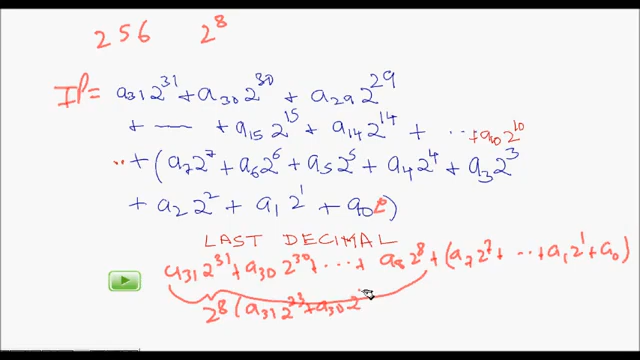 256 2^8
IP = a31 2^31 + a30 2^30 + a29 2^29
+ —— + a15 2^15 + a14 2^14 + ··· + a10 2^10
·· + (a7 2^7 + a6 2^6 + a5 2^5 + a4 2^4 + a3 2^3
+ a2 2^2 + a1 2^1 + a0)
LAST DECIMAL
a31 2^31 + a30 2^30 + ··· + a8 2^8 + (a7 2^7 + ··· + a1 2^1 + a0)
2^8 (a31 2^23 + a30 2